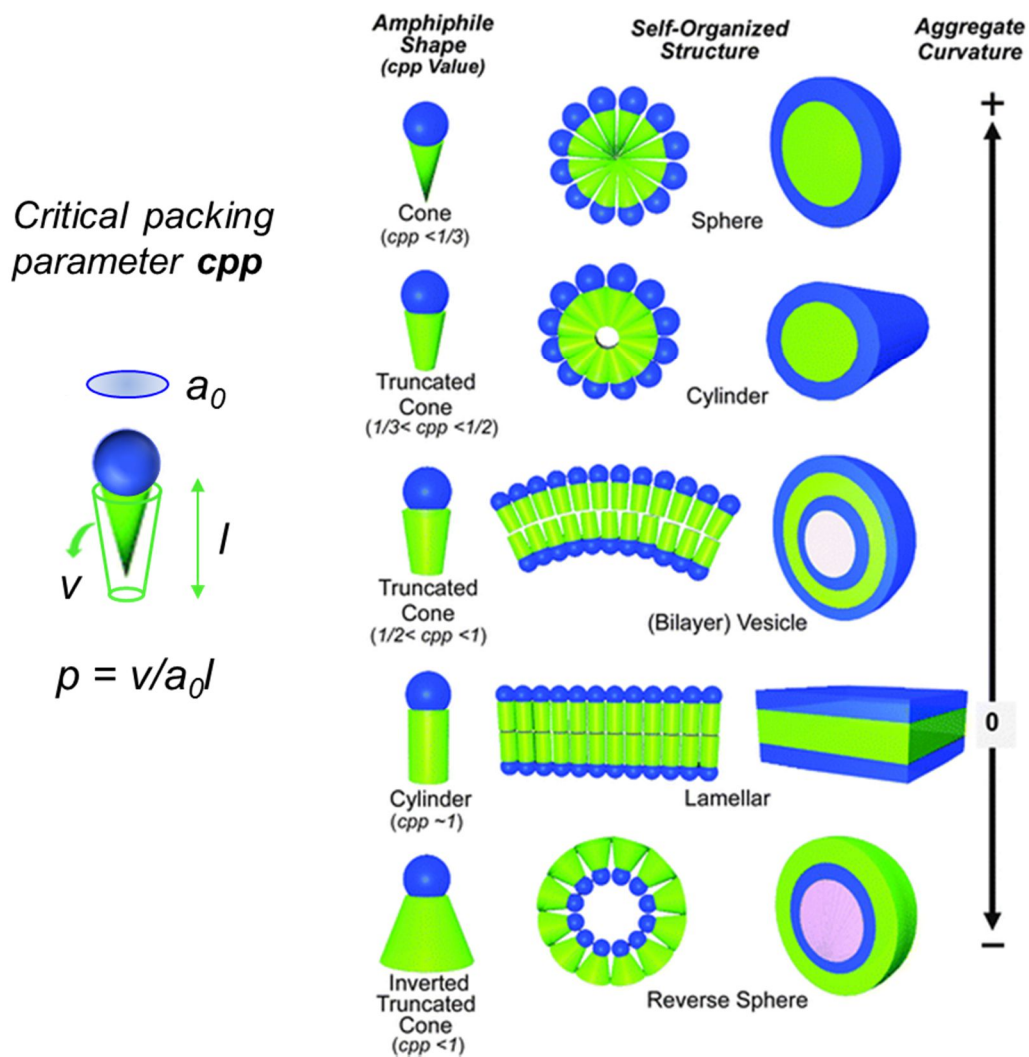 Amphiphile
Shape
(cpp Value)
Self-Organized
Structure
Aggregate
Curvature
+
Cone
(cpp <1/3)
Sphere
Critical packing
parameter cpp
a0
l
v
p = v/a0l
Truncated
Cone
(1/3< cpp <1/2)
Cylinder
Truncated
Cone
(1/2< cpp <1)
(Bilayer) Vesicle
0
Cylinder
(cpp ~1)
Lamellar
Inverted
Truncated
Cone
(cpp <1)
Reverse Sphere
−